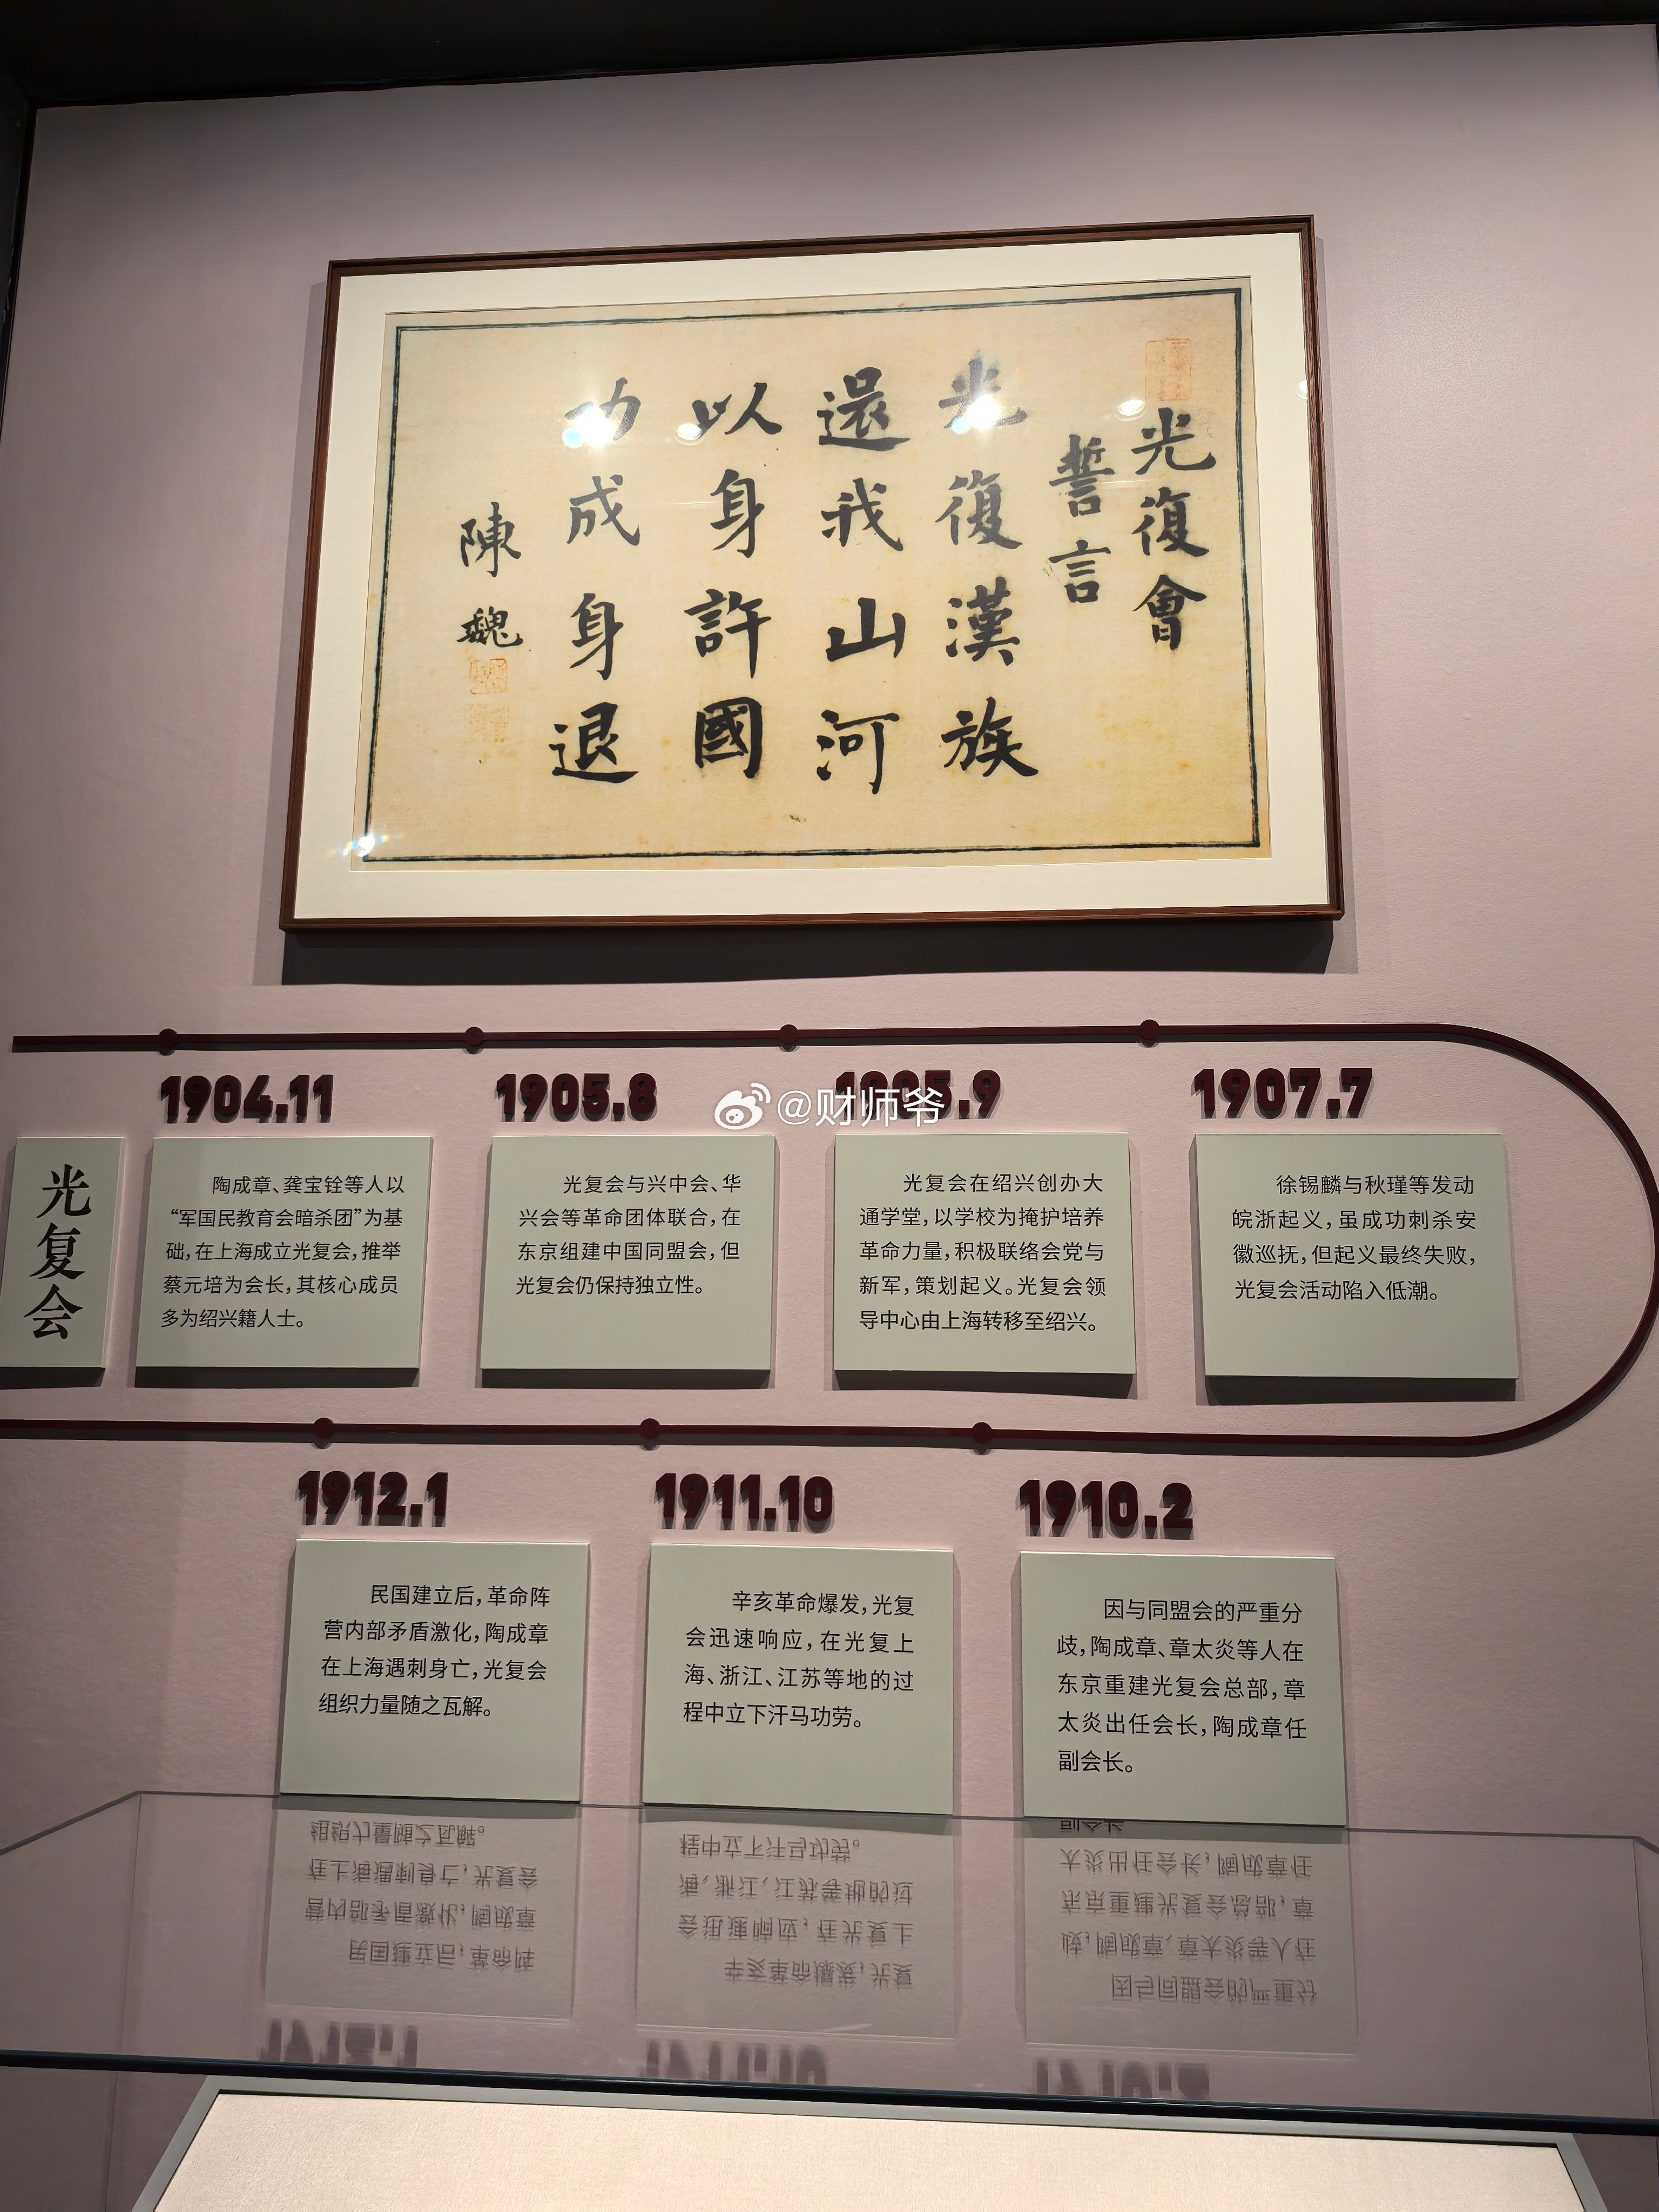 光復會
誓言
光復漢族
還我山河
以身許國
功成身退
陳魏
1904.11
1905.8
1905.9
1907.7
@财师爷
光复会
陶成章、龚宝铨等人以
“军国民教育会暗杀团”为基
础,在上海成立光复会,推举
蔡元培为会长,其核心成员
多为绍兴籍人士。
光复会与兴中会、华
兴会等革命团体联合,在
东京组建中国同盟会,但
光复会仍保持独立性。
光复会在绍兴创办大
通学堂,以学校为掩护培养
革命力量,积极联络会党与
新军,策划起义。光复会领
导中心由上海转移至绍兴。
徐锡麟与秋瑾等发动
皖浙起义,虽成功刺杀安
徽巡抚,但起义最终失败,
光复会活动陷入低潮。
1912.1
1911.10
1910.2
民国建立后,革命阵
营内部矛盾激化,陶成章
在上海遇刺身亡,光复会
组织力量随之瓦解。
辛亥革命爆发,光复
会迅速响应,在光复上
海、浙江、江苏等地的过
程中立下汗马功劳。
因与同盟会的严重分
歧,陶成章、章太炎等人在
东京重建光复会总部,章
太炎出任会长,陶成章任
副会长。